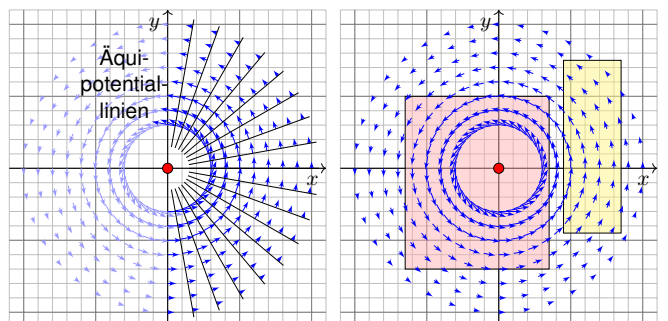 y
Äqui-
potential-
linien
x
y
x